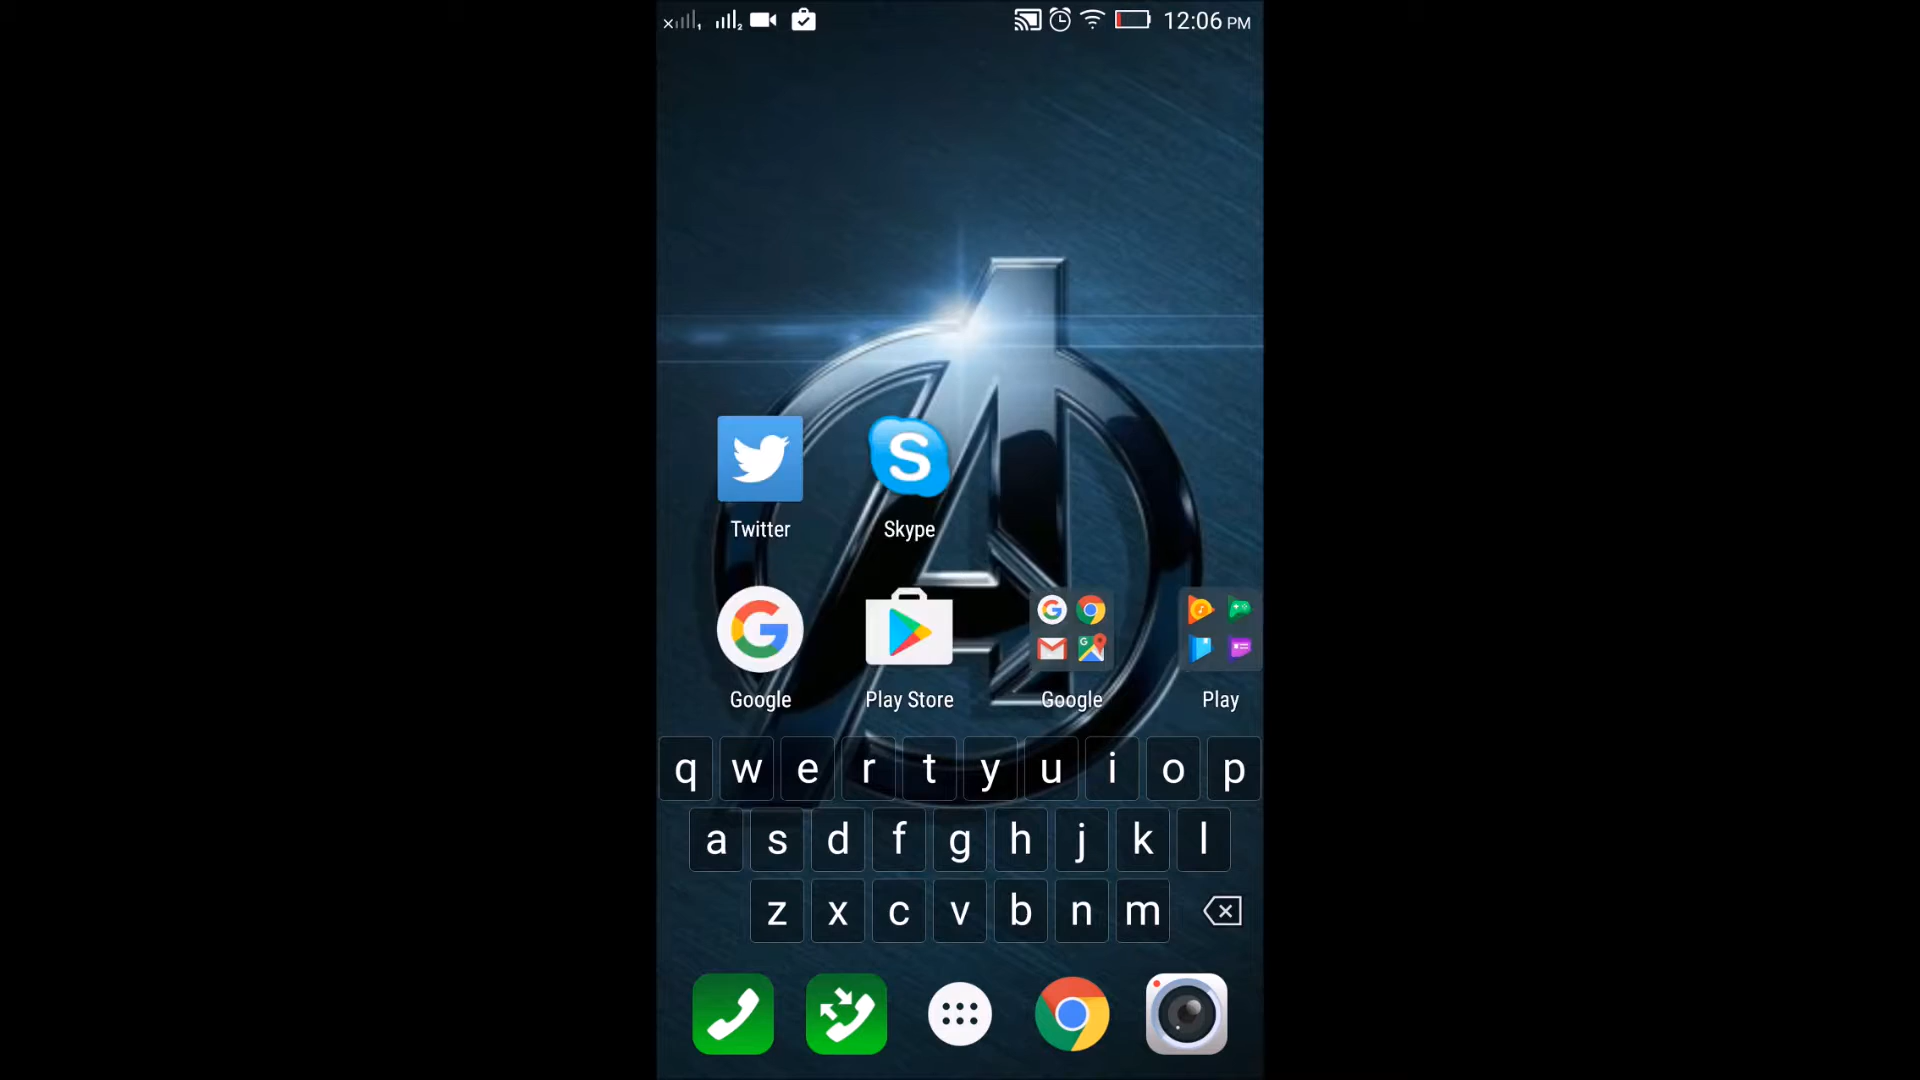 12:06 PM
Twitter Skype
Google Play Store Google Play
q w e r t y u i o p
a s d f g h j k l
z x c v b n m